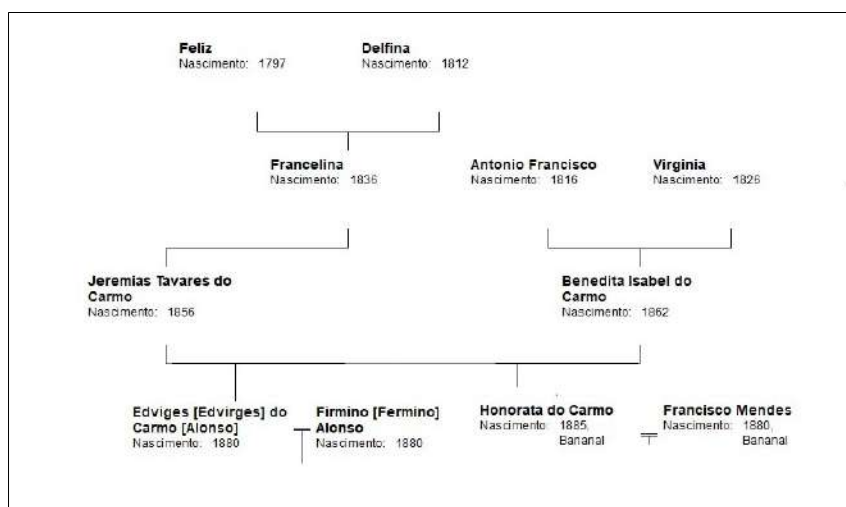 Feliz
Nascimento: 1797
Delfina
Nascimento: 1812
Francelina
Nascimento: 1836
Antonio Francisco
Nascimento: 1816
Virginia
Nascimento: 1826
Jeremias Tavares do
Carmo
Nascimento: 1856
Benedita Isabel do
Carmo
Nascimento: 1862
Edviges [Edvirges] do
Carmo [Alonso]
Nascimento: 1880
Firmino [Fermino]
Alonso
Nascimento: 1880
Honorata do Carmo
Nascimento: 1885,
Bananal
Francisco Mendes
Nascimento: 1880,
Bananal